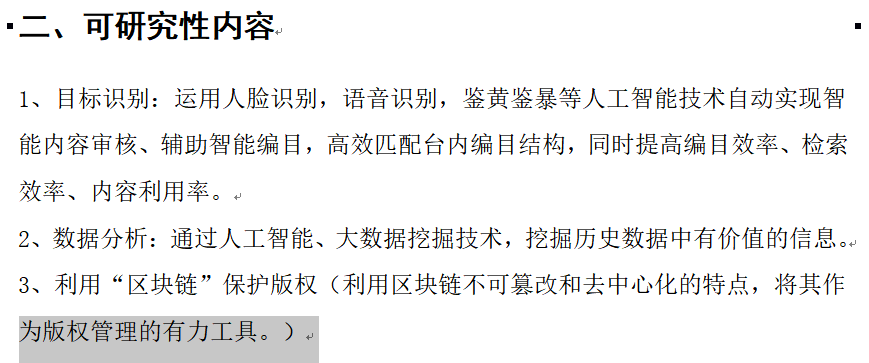 二、可研究性内容
1、目标识别：运用人脸识别，语音识别，鉴黄鉴暴等人工智能技术自动实现智
能内容审核、辅助智能编目，高效匹配台内编目结构，同时提高编目效率、检索
效率、内容利用率。
2、数据分析：通过人工智能、大数据挖掘技术，挖掘历史数据中有价值的信息。
3、利用“区块链”保护版权（利用区块链不可篡改和去中心化的特点，将其作
为版权管理的有力工具。）